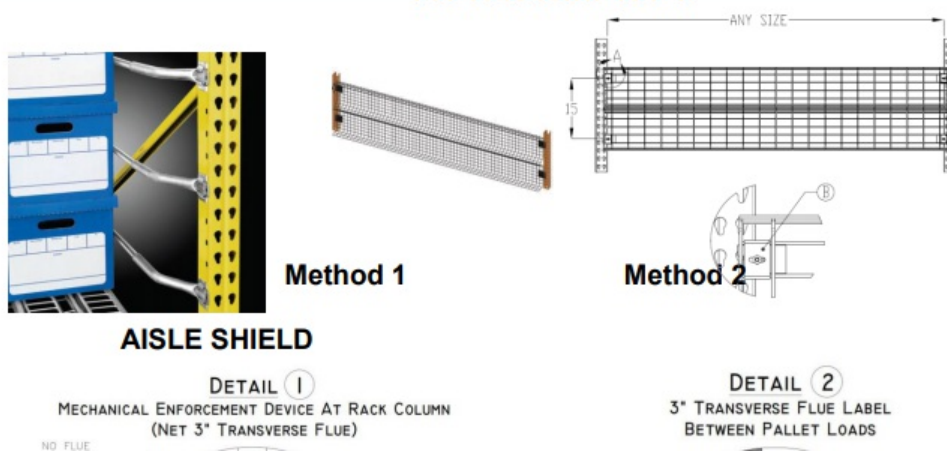 ANY SIZE
A
15
B
Method 1
Method 2
AISLE SHIELD
DETAIL 1
MECHANICAL ENFORCEMENT DEVICE AT RACK COLUMN
(NET 3" TRANSVERSE FLUE)
NO FLUE
DETAIL 2
3" TRANSVERSE FLUE LABEL
BETWEEN PALLET LOADS